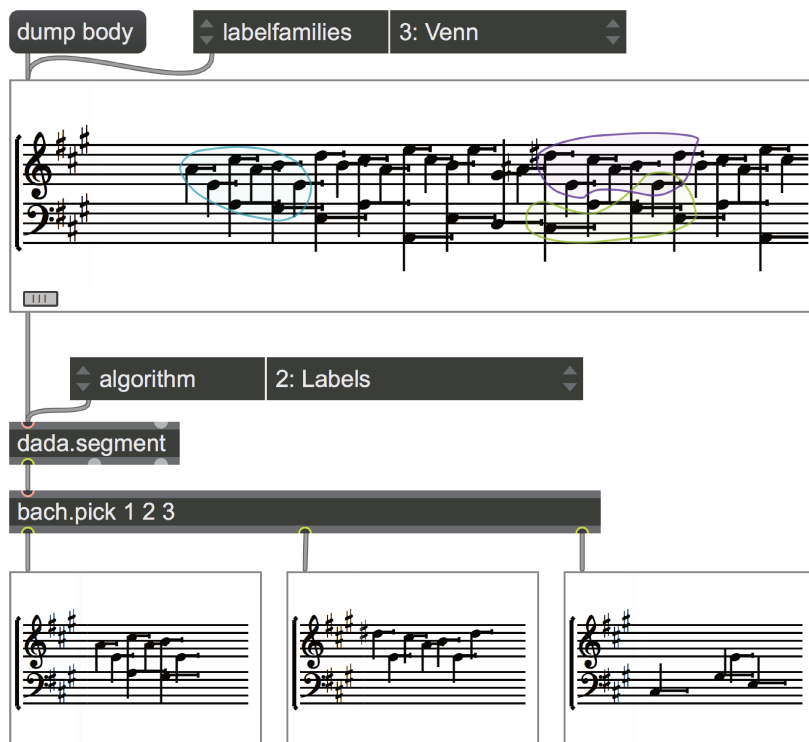 dump body
labelfamilies 3: Venn
algorithm 2: Labels
dada.segment
bach.pick 1 2 3